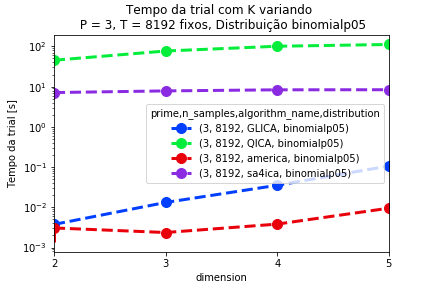 Tempo da trial com K variando
P = 3, T = 8192 fixos, Distribuição binomialp05
Tempo da trial [s]
10²
10¹
10⁰
10⁻¹
10⁻²
10⁻³
prime,n_samples,algorithm_name,distribution
(3, 8192, GLICA, binomialp05)
(3, 8192, QICA, binomialp05)
(3, 8192, america, binomialp05)
(3, 8192, sa4ica, binomialp05)
2 3 4 5
dimension